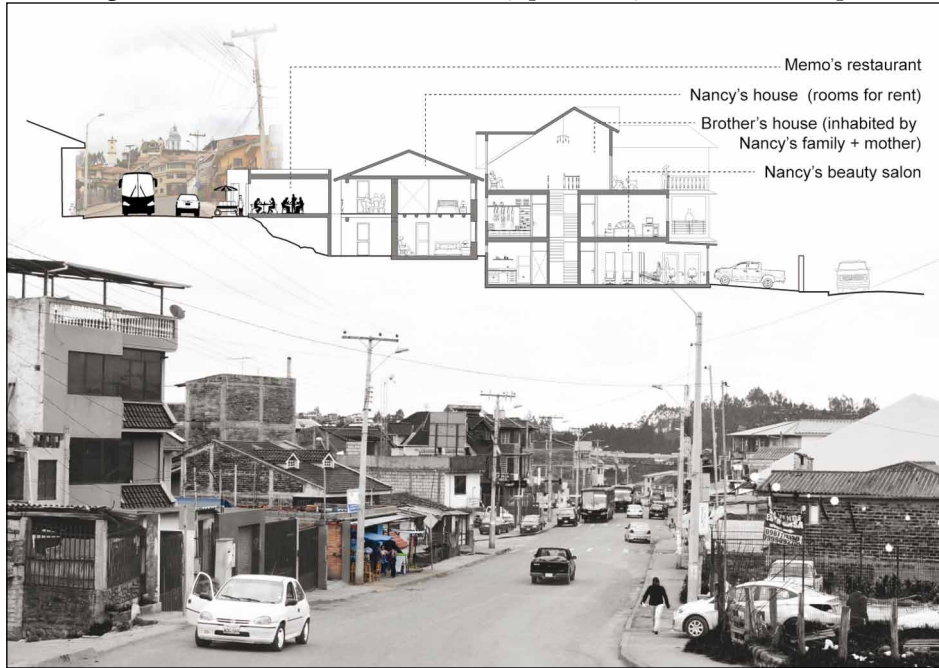 Memo's restaurant
Nancy's house (rooms for rent)
Brother's house (inhabited by
Nancy's family + mother)
Nancy's beauty salon